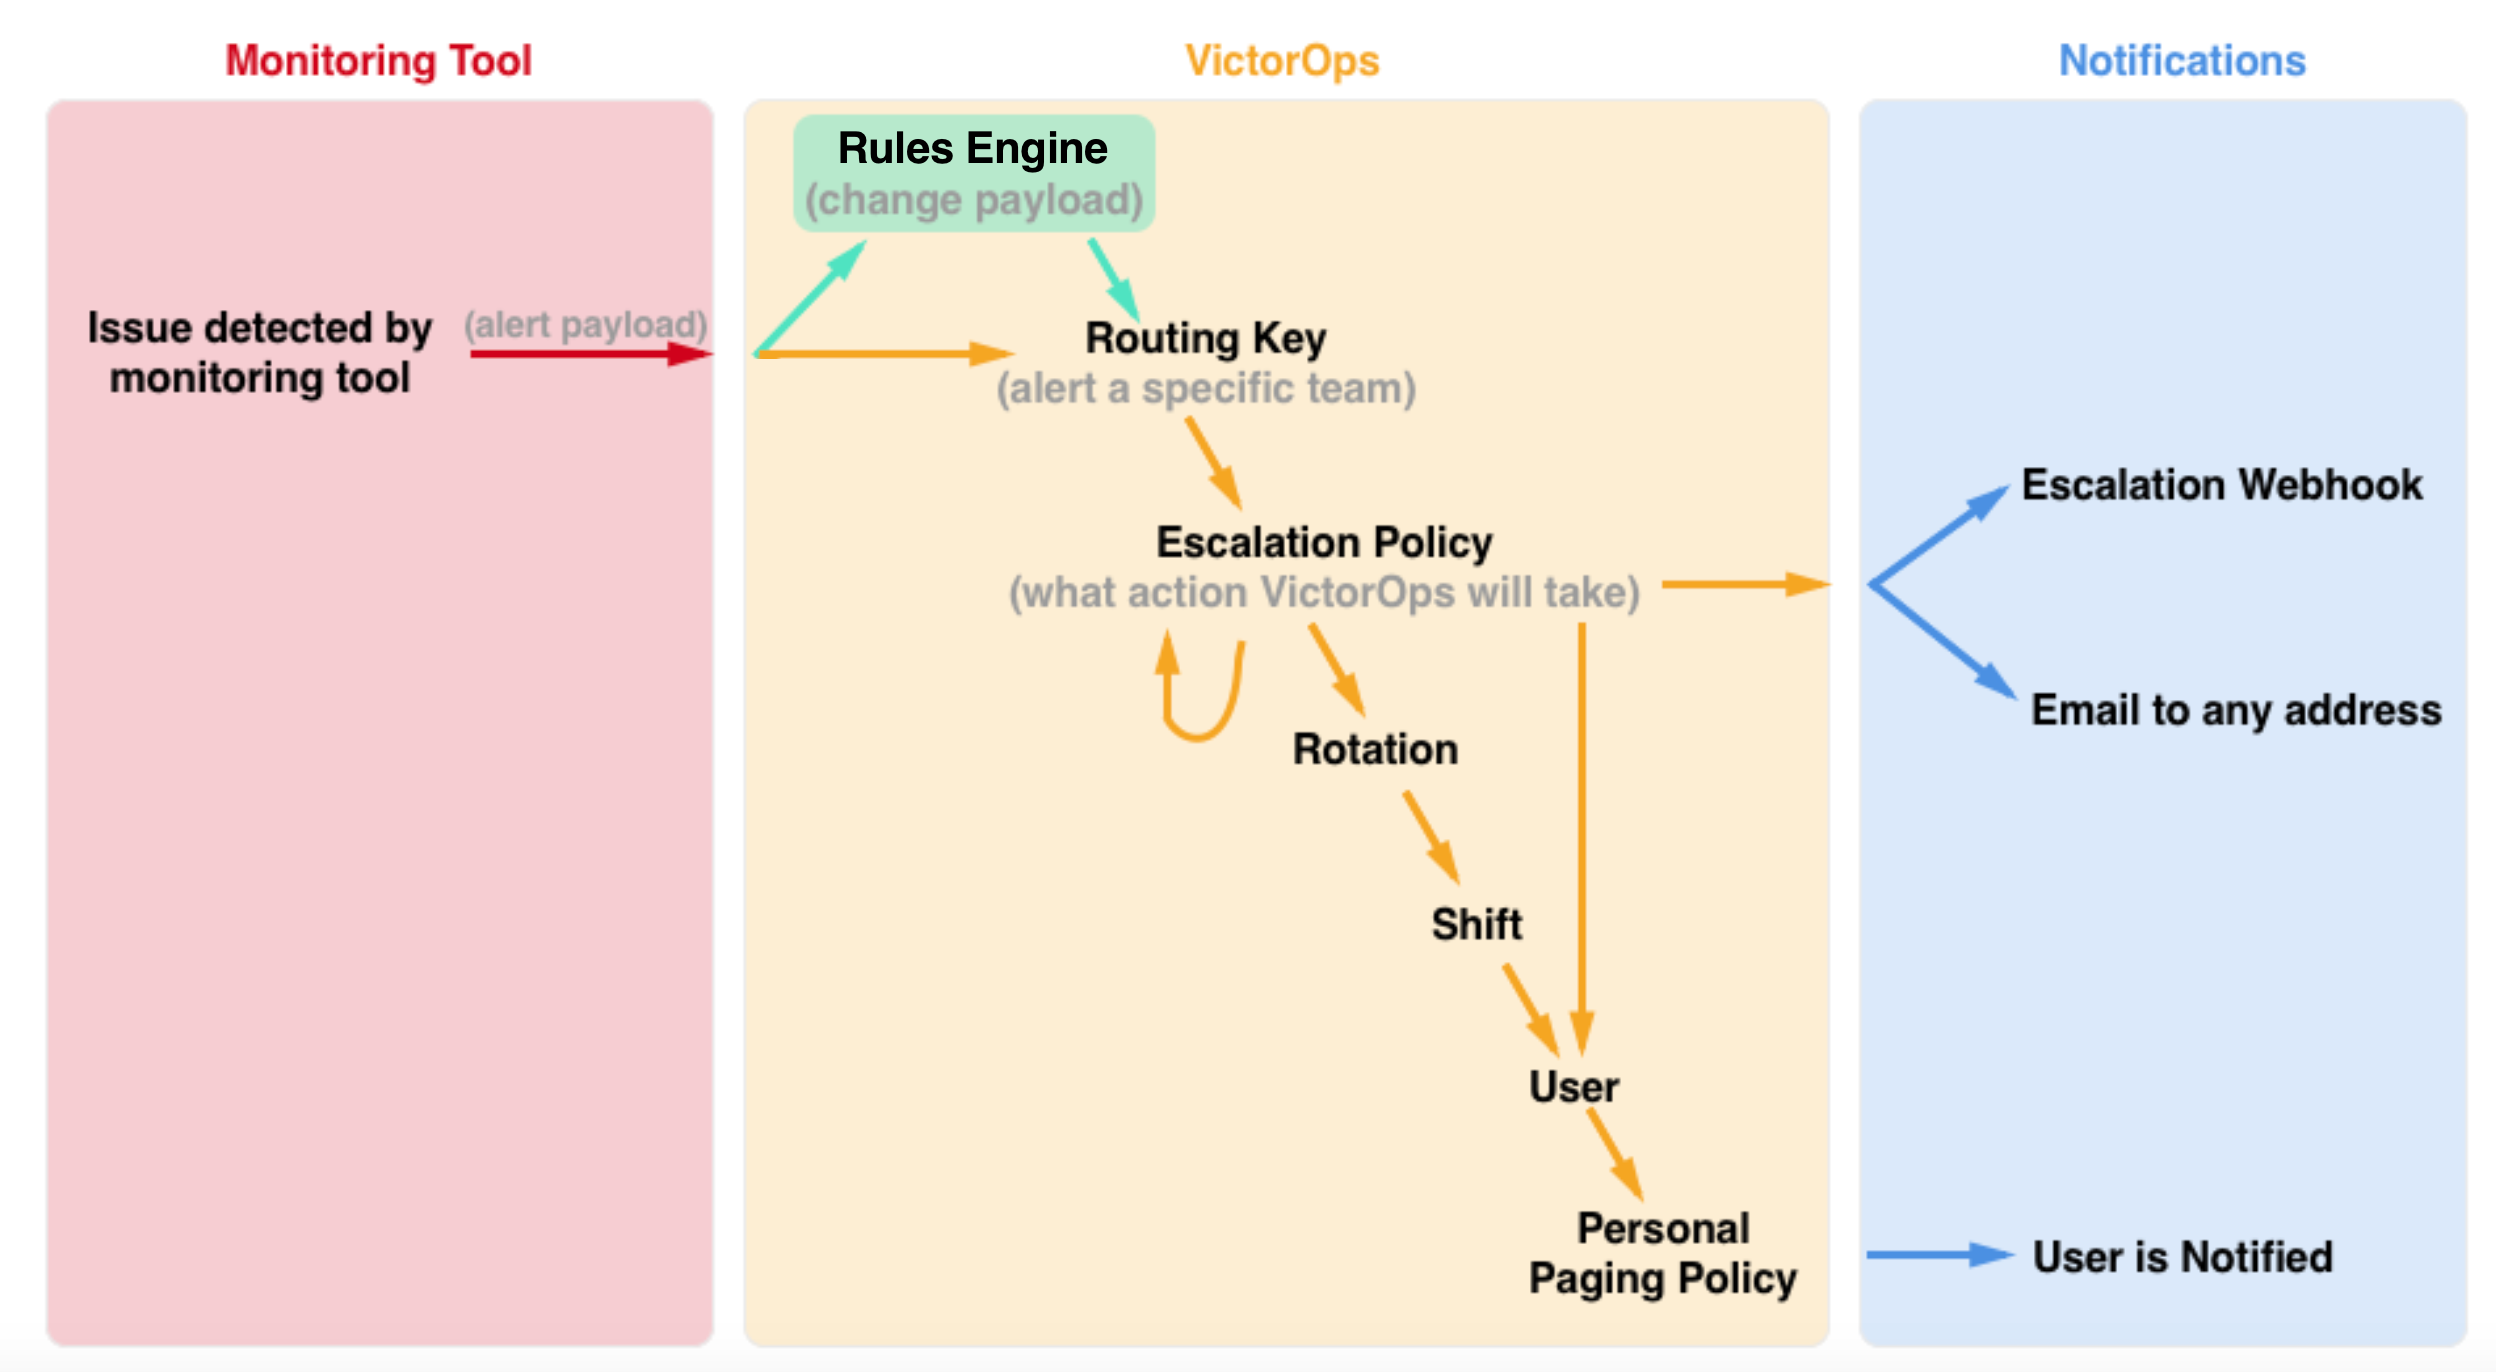 Monitoring Tool
VictorOps
Notifications
Rules Engine
(change payload)
Issue detected by
monitoring tool
(alert payload)
Routing Key
(alert a specific team)
Escalation Policy
(what action VictorOps will take)
Escalation Webhook
Email to any address
Rotation
Shift
User
Personal
Paging Policy
User is Notified